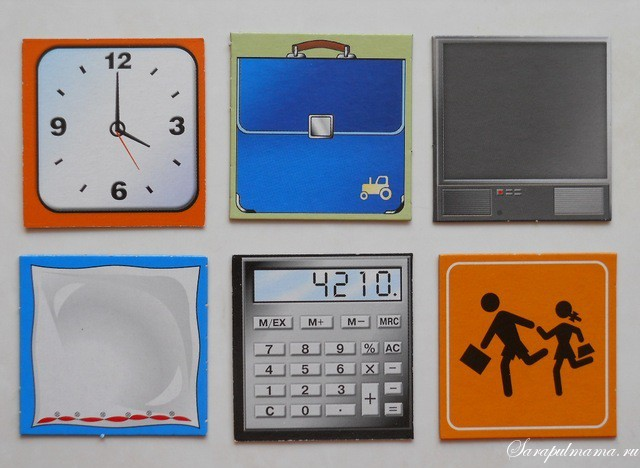 12
9 3
6
4210.
M/EX M+ M− MRC
7 8 9 % AC
4 5 6 × −
1 2 3 + −
C 0 · =
Sarapulmama.ru